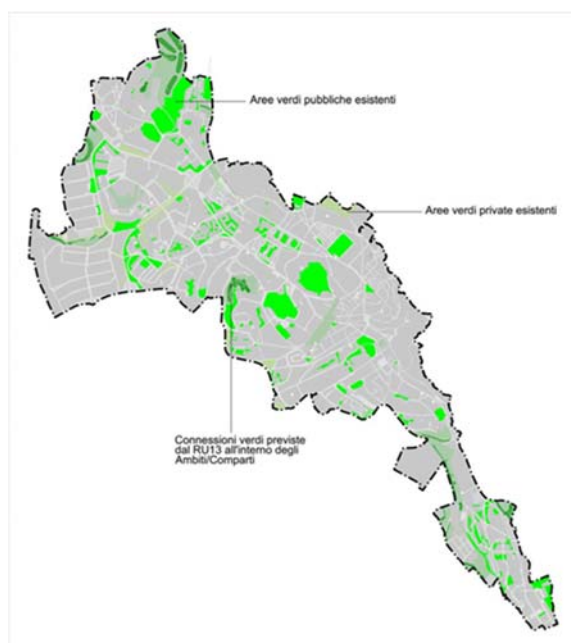 Aree verdi pubbliche esistenti
Aree verdi private esistenti
Connessioni verdi previste
dal RU13 all'interno degli
Ambiti/Comparti